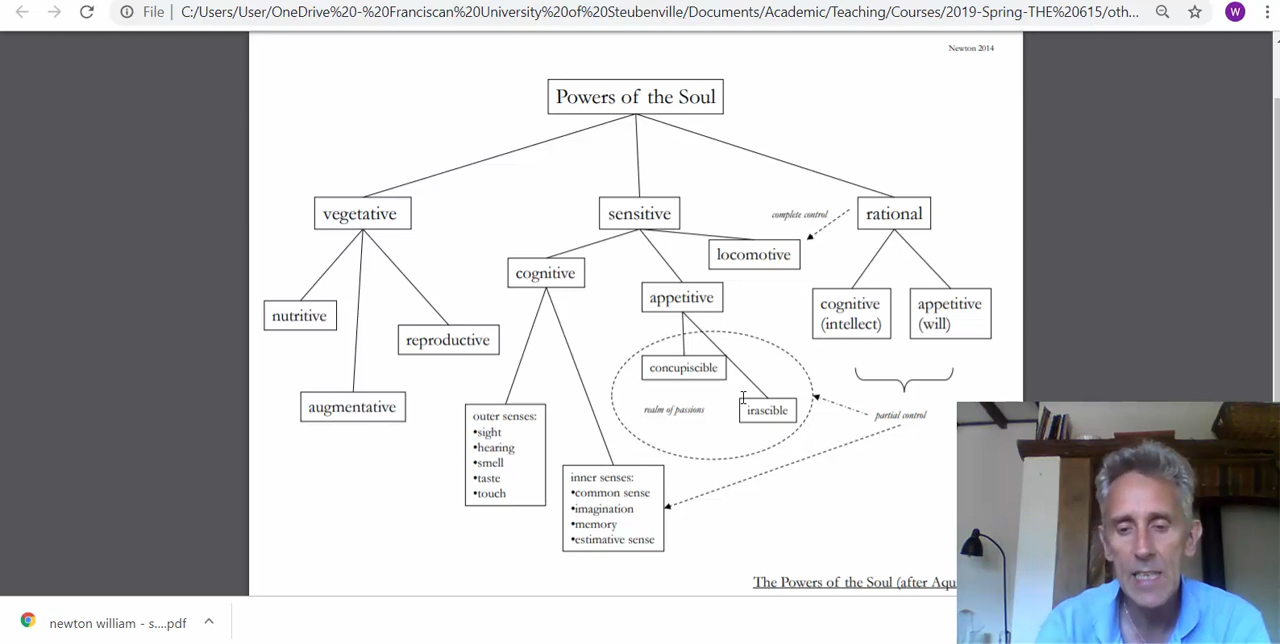 File
C:/Users/User/OneDrive%20-%20Franciscan%20University%20of%20Steubenville/Documents/Academic/Teaching/Courses/2019-Spring-THE%20615/oth...
W
Newton 2014
Powers of the Soul
vegetative
sensitive
complete control
rational
locomotive
cognitive
appetitive
nutritive
cognitive
(intellect)
appetitive
(will)
reproductive
concupiscible
augmentative
realm of passions
irascible
partial control
outer senses:
•sight
•hearing
•smell
•taste
•touch
inner senses:
•common sense
•imagination
•memory
•estimative sense
The Powers of the Soul (after Aqu
newton william - s....pdf